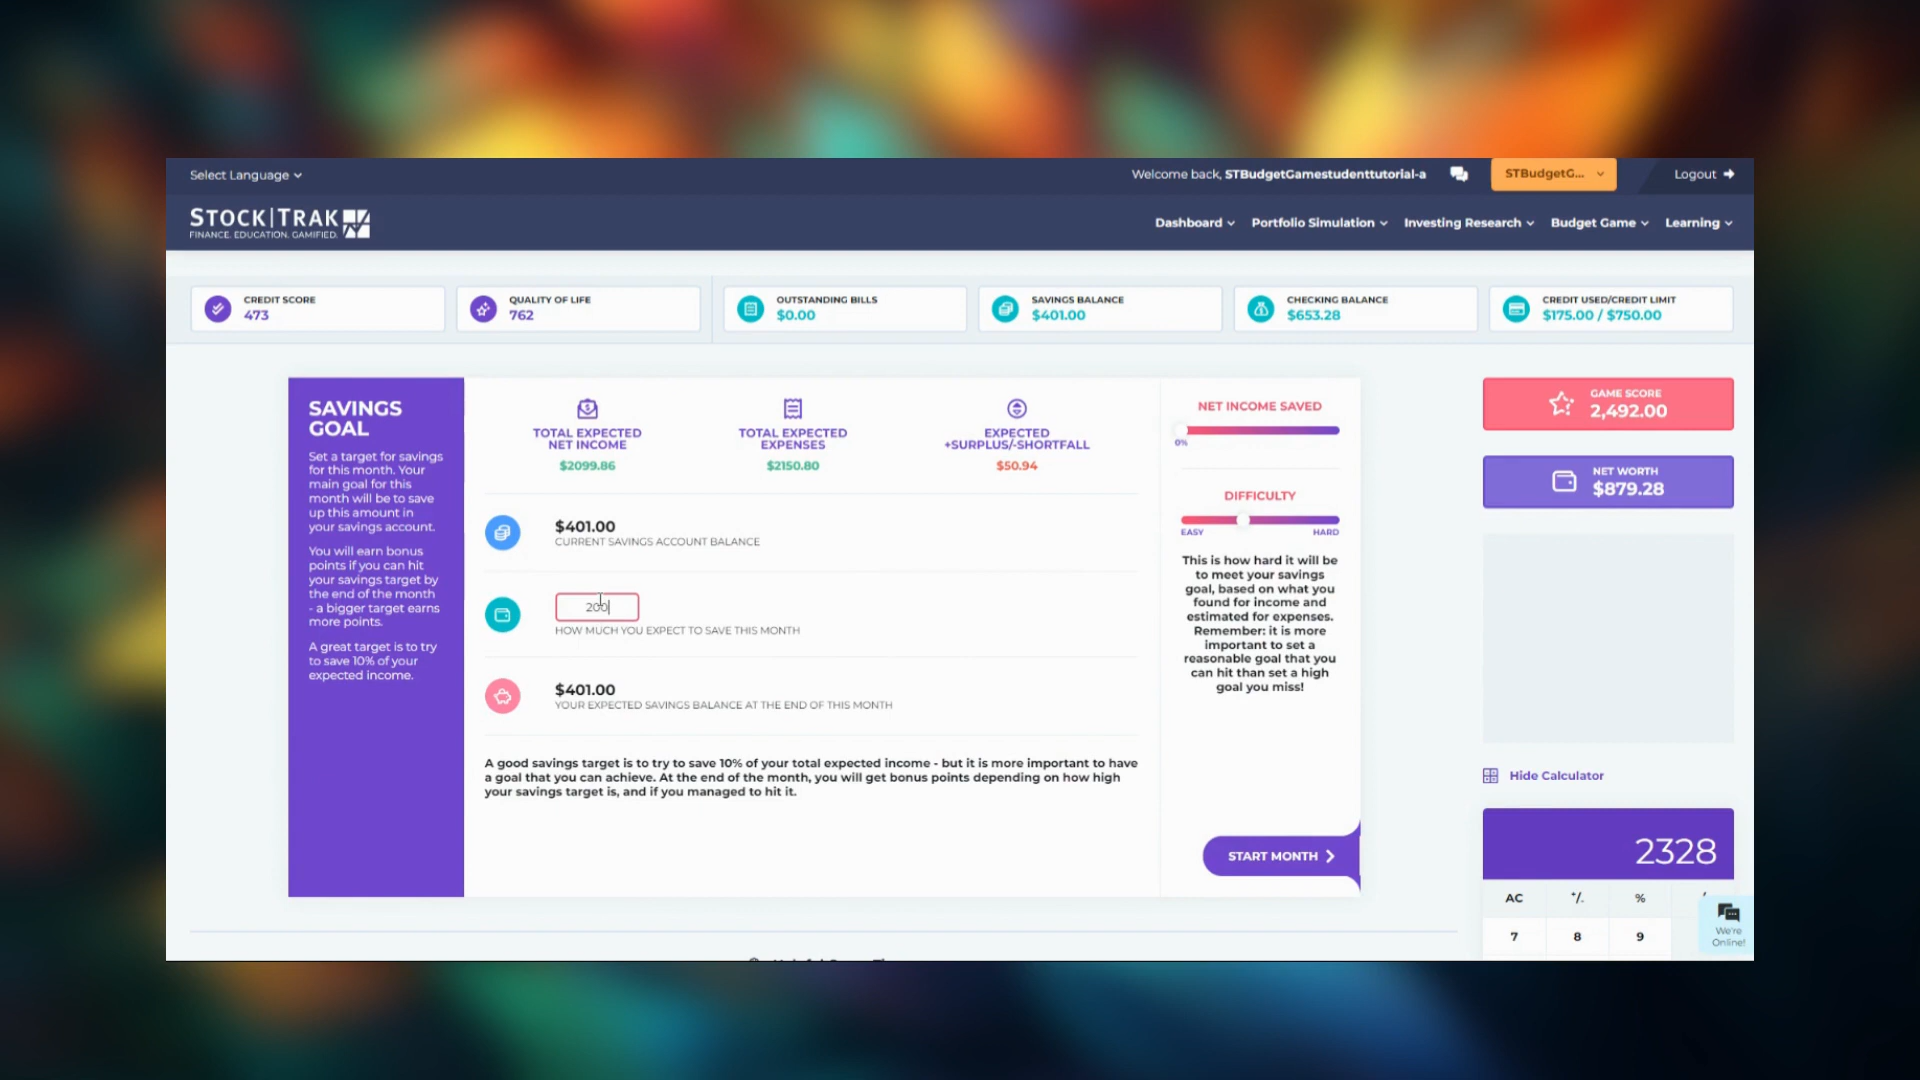 Select Language
Welcome back, STBudgetGamestudenttutorial-a
STBudgetG...
Logout
STOCK|TRAK
FINANCE. EDUCATION. GAMIFIED.
Dashboard
Portfolio Simulation
Investing Research
Budget Game
Learning
CREDIT SCORE
473
QUALITY OF LIFE
762
OUTSTANDING BILLS
$0.00
SAVINGS BALANCE
$401.00
CHECKING BALANCE
$653.28
CREDIT USED/CREDIT LIMIT
$175.00 / $750.00
SAVINGS
GOAL
Set a target for savings
for this month. Your
main goal for this
month will be to save
up this amount in
your savings account.
You will earn bonus
points if you can hit
your savings target by
the end of the month
- a bigger target earns
more points.
A great target is to try
to save 10% of your
expected income.
TOTAL EXPECTED
NET INCOME
$2099.86
TOTAL EXPECTED
EXPENSES
$2150.80
EXPECTED
+SURPLUS/-SHORTFALL
$50.94
$401.00
CURRENT SAVINGS ACCOUNT BALANCE
200
HOW MUCH YOU EXPECT TO SAVE THIS MONTH
$401.00
YOUR EXPECTED SAVINGS BALANCE AT THE END OF THIS MONTH
A good savings target is to try to save 10% of your total expected income - but it is more important to have
a goal that you can achieve. At the end of the month, you will get bonus points depending on how high
your savings target is, and if you managed to hit it.
NET INCOME SAVED
0%
DIFFICULTY
EASY
HARD
This is how hard it will be
to meet your savings
goal, based on what you
found for income and
estimated for expenses.
Remember: it is more
important to set a
reasonable goal that you
can hit than set a high
goal you miss!
START MONTH
GAME SCORE
2,492.00
NET WORTH
$879.28
Hide Calculator
2328
AC
+/-
%
7
8
9
We're
Online!